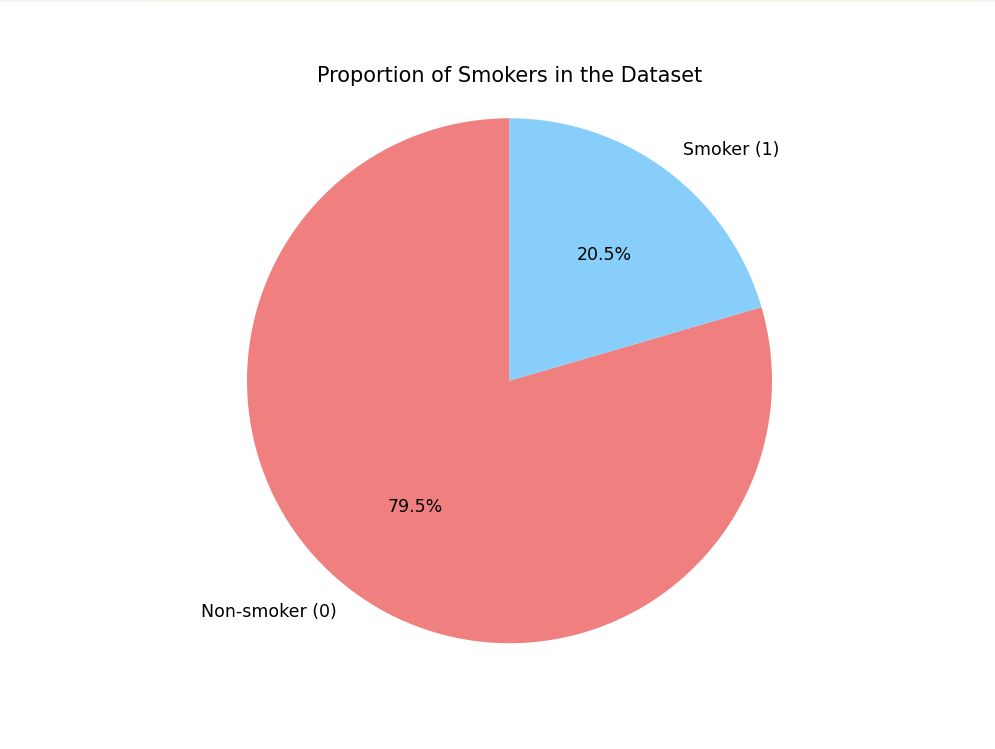 Proportion of Smokers in the Dataset
Smoker (1)
20.5%
79.5%
Non-smoker (0)